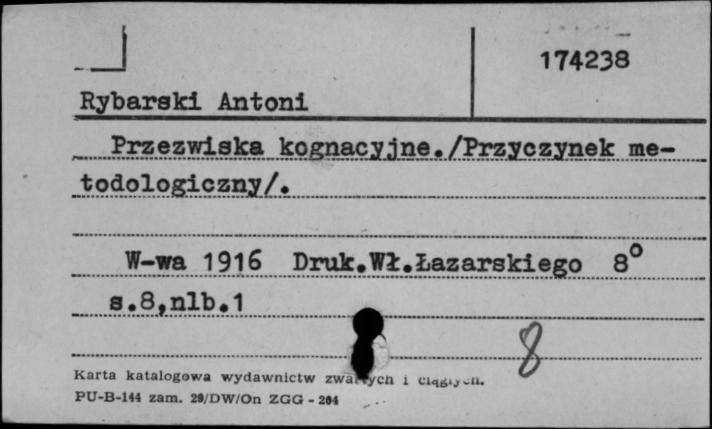 174238
Rybarski Antoni
Przezwiska kognacyjne./Przyczynek me-
todologiczny/.
W-wa 1916 Druk.Wł.Łazarskiego 8°
s.8,nlb.1
8
Karta katalogowa wydawnictw zwartych i ciągłych.
PU-B-144 zam. 29/DW/On ZGG - 204